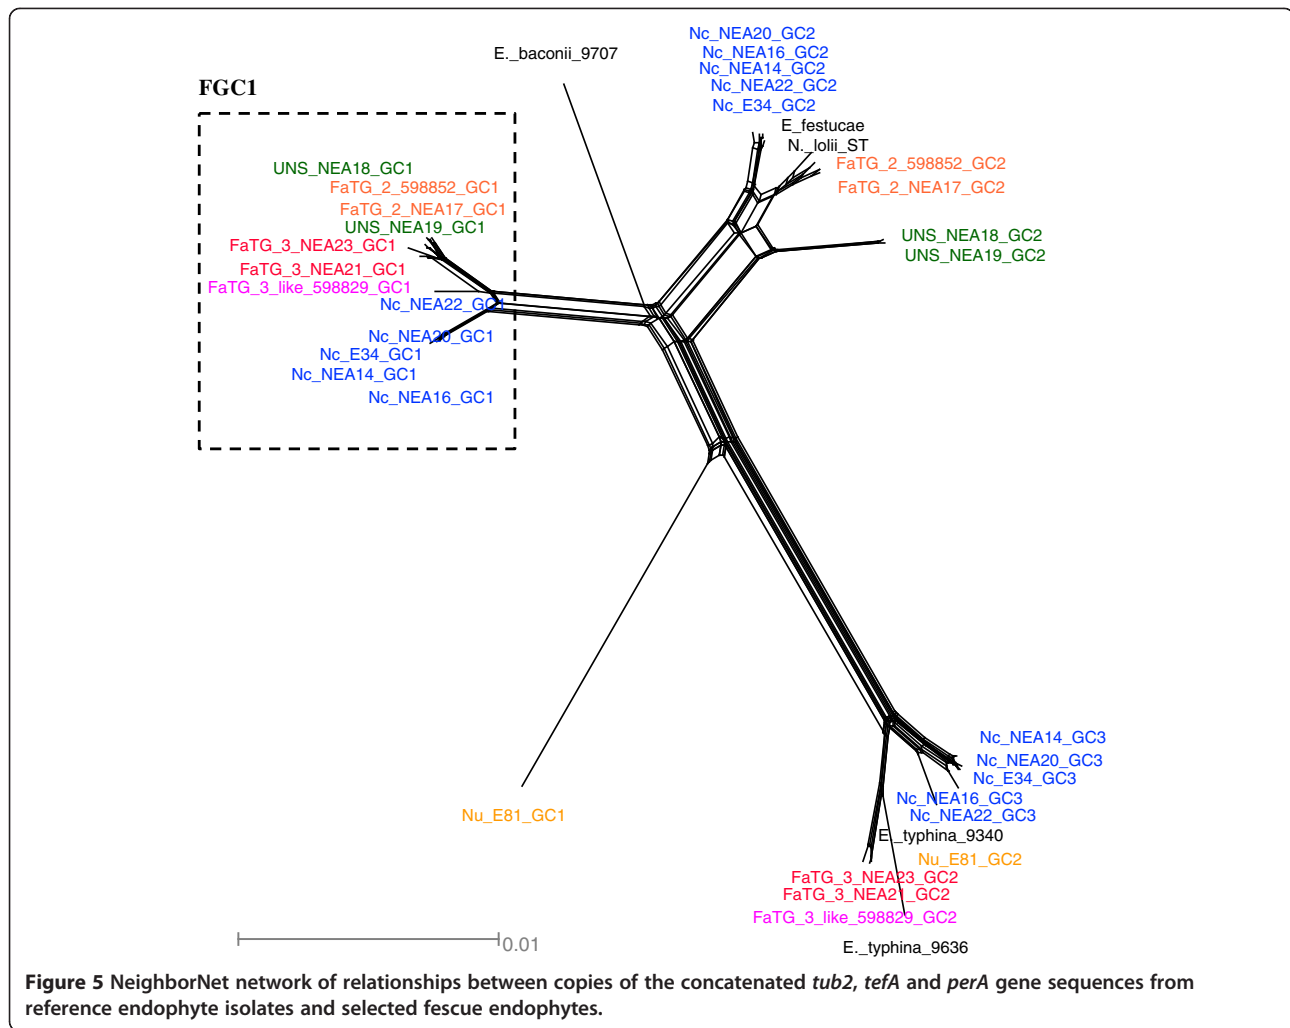 Nc_NEA20_GC2
E._baconii_9707
Nc_NEA16_GC2
Nc_NEA14_GC2
FGC1
Nc_NEA22_GC2
Nc_E34_GC2
E_festucae
N._lolii_ST
UNS_NEA18_GC1
FaTG_2_598852_GC2
FaTG_2_598852_GC1
FaTG_2_NEA17_GC2
FaTG_2_NEA17_GC1
UNS_NEA19_GC1
UNS_NEA18_GC2
FaTG_3_NEA23_GC1
UNS_NEA19_GC2
FaTG_3_NEA21_GC1
FaTG_3_like_598829_GC1
Nc_NEA22_GC1
Nc_NEA20_GC1
Nc_E34_GC1
Nc_NEA14_GC1
Nc_NEA16_GC1
Nc_NEA14_GC3
Nc_NEA20_GC3
Nc_E34_GC3
Nc_NEA16_GC3
Nu_E81_GC1
Nc_NEA22_GC3
E._typhina_9340
Nu_E81_GC2
FaTG_3_NEA23_GC2
FaTG_3_NEA21_GC2
FaTG_3_like_598829_GC2
0.01
E._typhina_9636
Figure 5 NeighborNet network of relationships between copies of the concatenated tub2, tefA and perA gene sequences from
reference endophyte isolates and selected fescue endophytes.